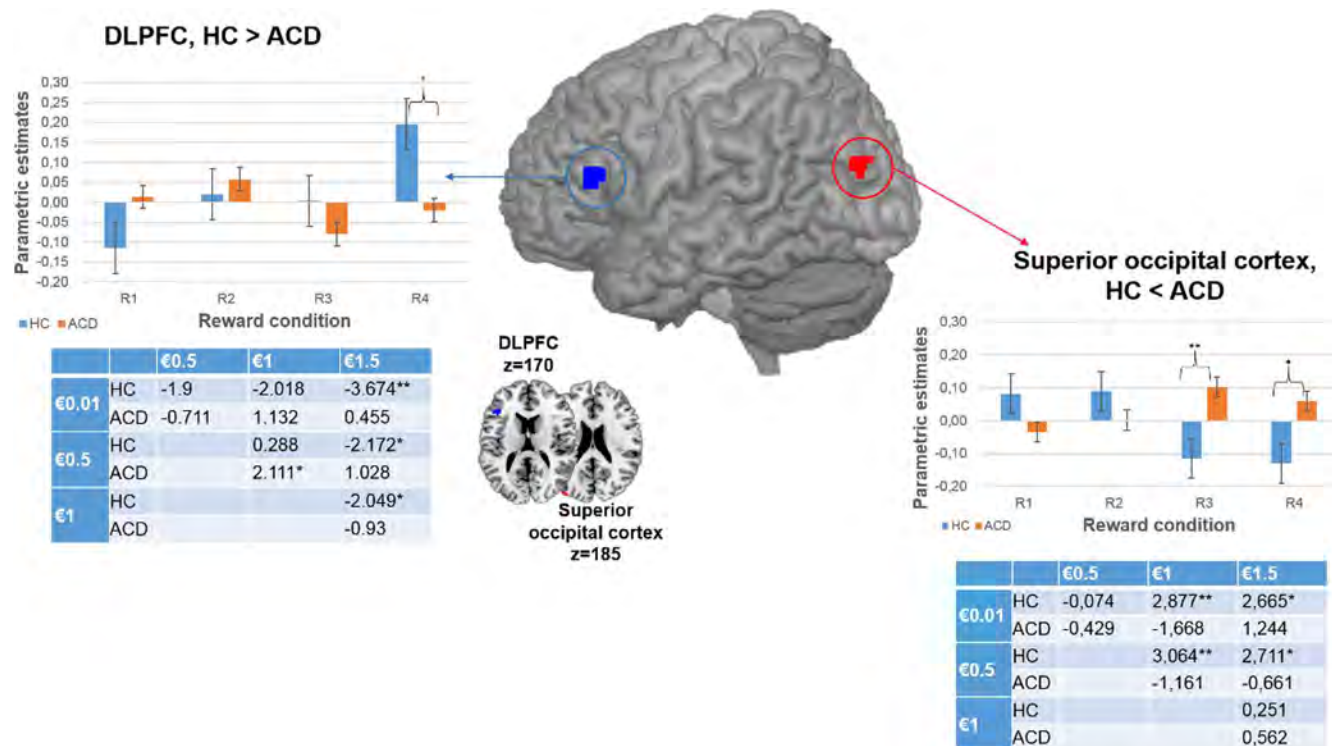 DLPFC, HC > ACD
Parametric estimates
0,30
0,25
0,20
0,15
0,10
0,05
0,00
-0,05
-0,10
-0,15
-0,20
*
R1 R2 R3 R4
HC ACD Reward condition
€0.5 €1 €1.5
€0.01 HC -1.9 -2.018 -3.674**
ACD -0.711 1.132 0.455
€0.5 HC 0.288 -2.172*
ACD 2.111* 1.028
€1 HC -2.049*
ACD -0.93
DLPFC
z=170
Superior
occipital cortex
z=185
Superior occipital cortex,
HC < ACD
Parametric estimates
0,30
0,20
0,10
0,00
-0,10
-0,20
**
*
R1 R2 R3 R4
HC ACD Reward condition
€0.5 €1 €1.5
€0.01 HC -0,074 2,877** 2,665*
ACD -0,429 -1,668 1,244
€0.5 HC 3,064** 2,711*
ACD -1,161 -0,661
€1 HC 0,251
ACD 0,562